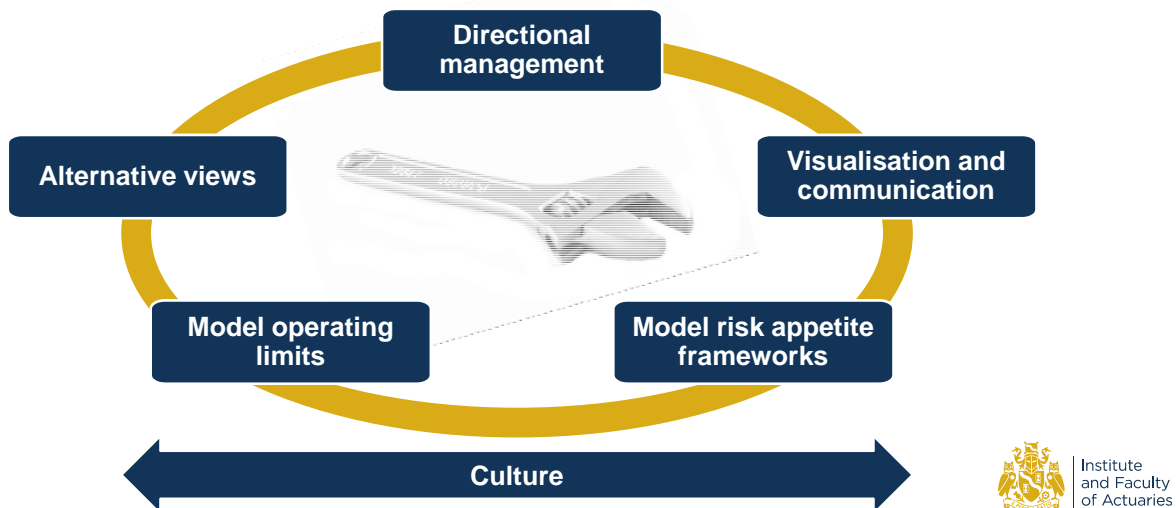 Directional
management
Alternative views
Visualisation and
communication
Model operating
limits
Model risk appetite
frameworks
Culture
Institute
and Faculty
of Actuaries